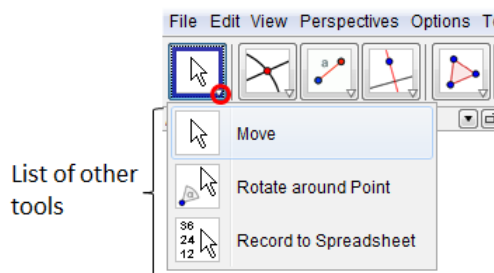 File Edit View Perspectives Options
a
Move
List of other
tools
Rotate around Point
36
24
12
Record to Spreadsheet